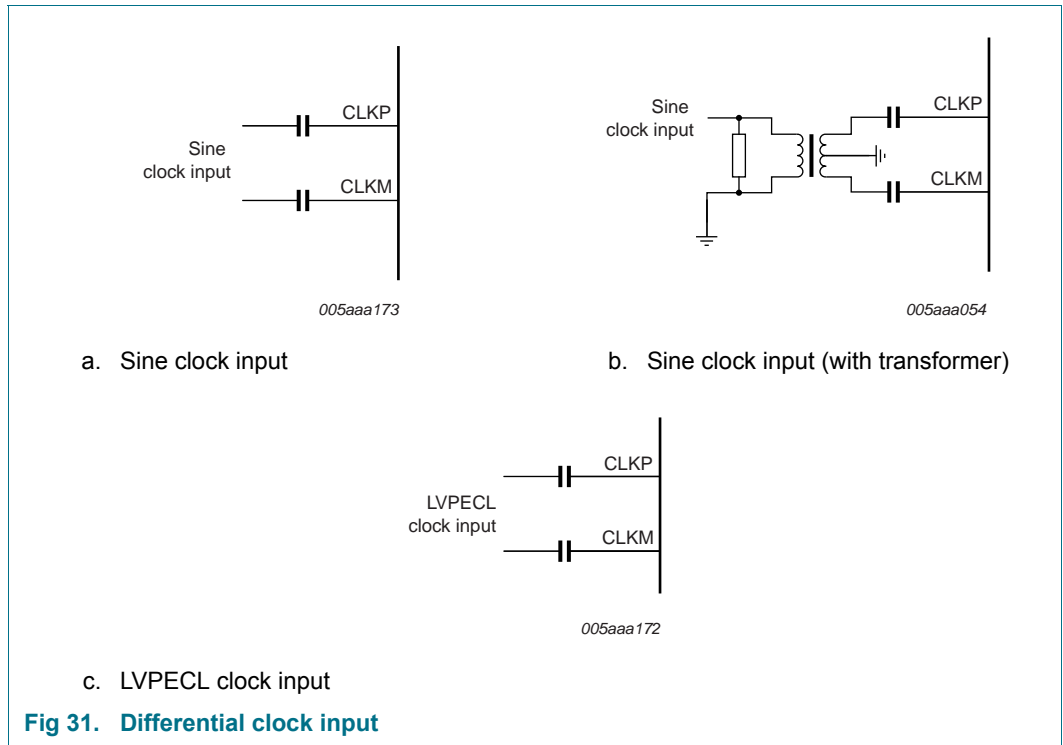 CLKP
Sine
clock input
CLKM
005aaa173
a. Sine clock input
Sine
clock input
CLKP
CLKM
005aaa054
b. Sine clock input (with transformer)
CLKP
LVPECL
clock input
CLKM
005aaa172
c. LVPECL clock input
Fig 31. Differential clock input